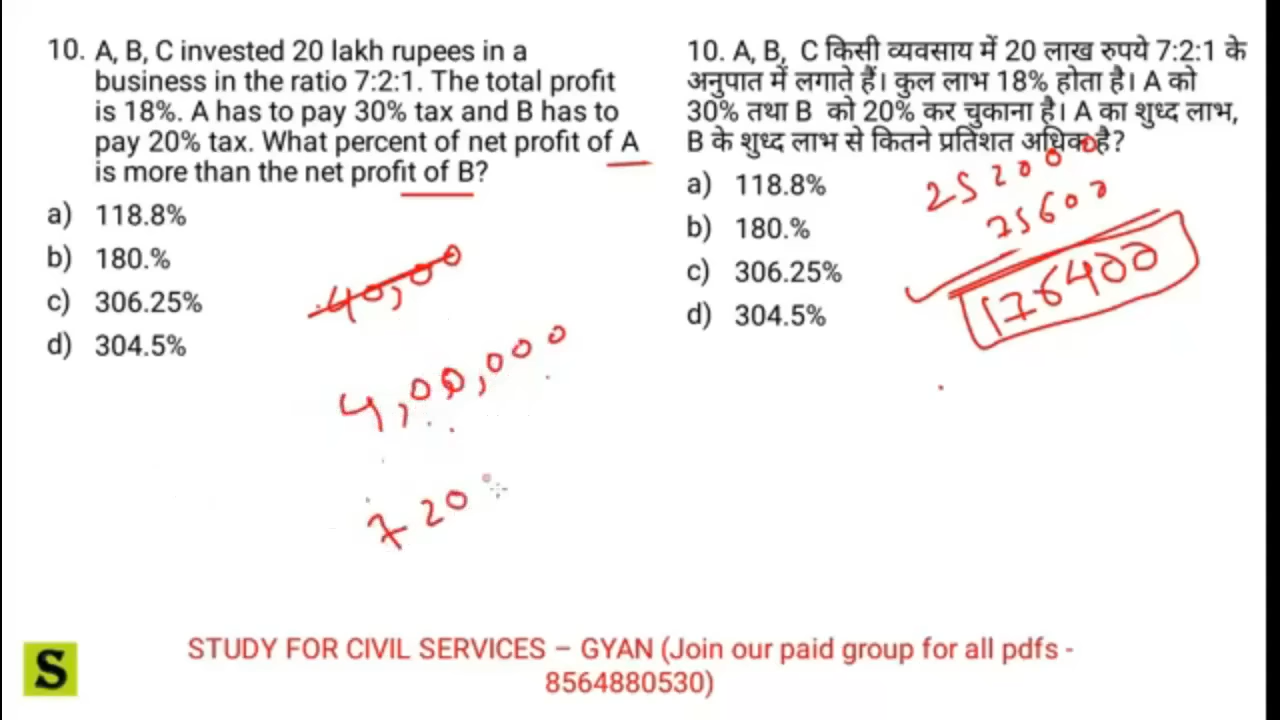 10. A, B, C invested 20 lakh rupees in a
business in the ratio 7:2:1. The total profit
is 18%. A has to pay 30% tax and B has to
pay 20% tax. What percent of net profit of A
is more than the net profit of B?
a) 118.8%
b) 180.%
c) 306.25%
d) 304.5%
40,00
4,00,000
720
10. A, B, C किसी व्यवसाय में 20 लाख रुपये 7:2:1 के
अनुपात में लगाते हैं। कुल लाभ 18% होता है। A को
30% तथा B को 20% कर चुकाना है। A का शुध्द लाभ,
B के शुध्द लाभ से कितने प्रतिशत अधिक है?
a) 118.8%
b) 180.%
c) 306.25%
d) 304.5%
252000
75600
176400
S
STUDY FOR CIVIL SERVICES – GYAN (Join our paid group for all pdfs -
8564880530)